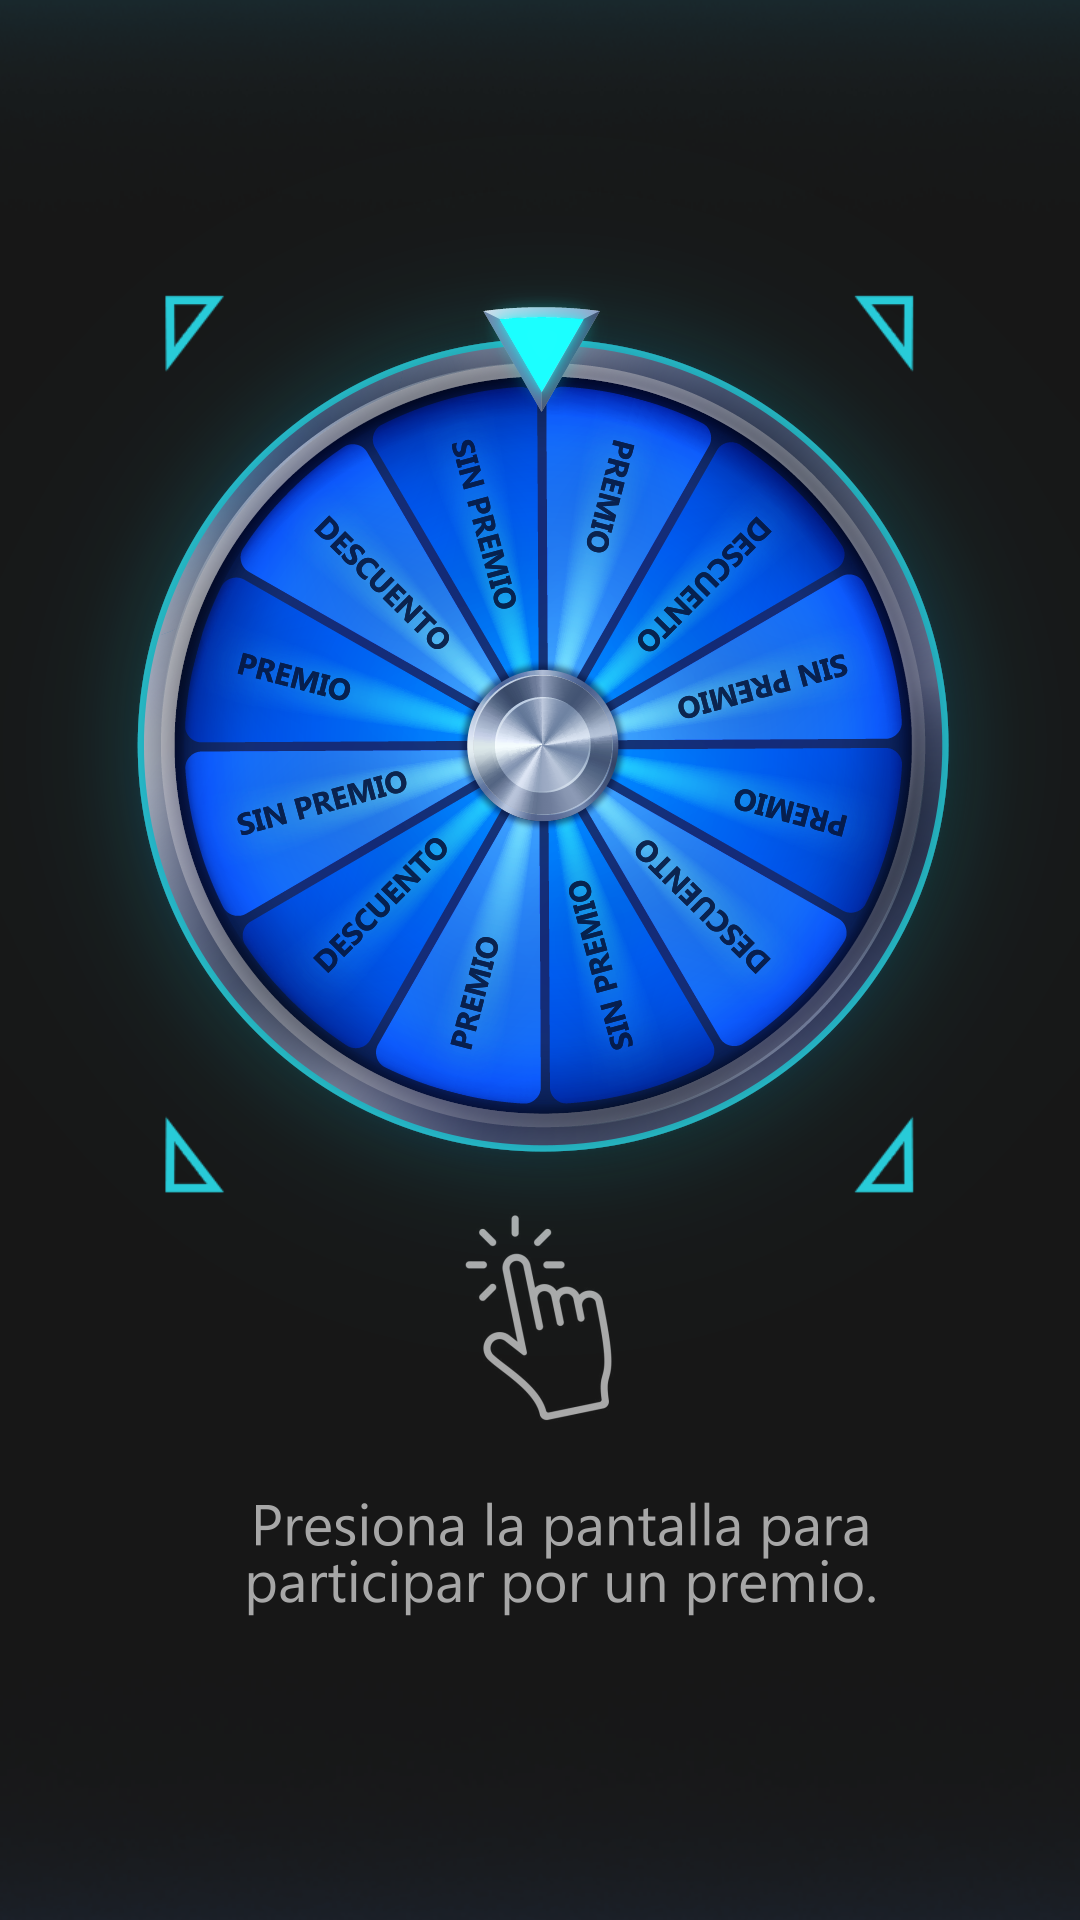 PREMIO
DESCUENTO
SIN PREMIO
PREMIO
DESCUENTO
SIN PREMIO
PREMIO
DESCUENTO
SIN PREMIO
PREMIO
DESCUENTO
SIN PREMIO
Presiona la pantalla para
participar por un premio.